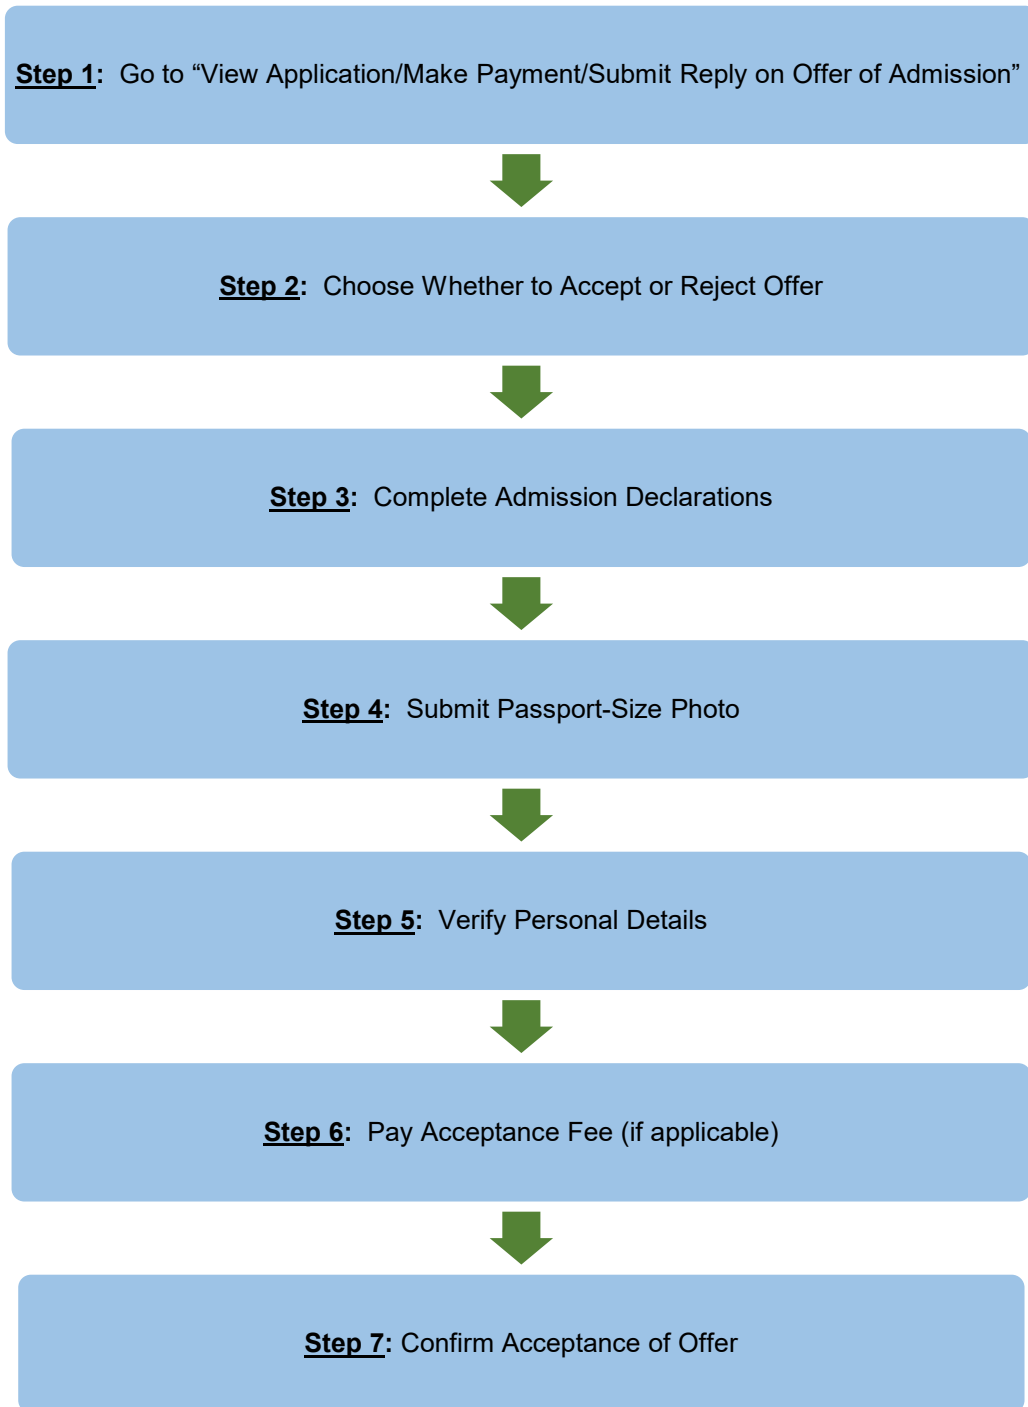 Step 1: Go to “View Application/Make Payment/Submit Reply on Offer of Admission”
Step 2: Choose Whether to Accept or Reject Offer
Step 3: Complete Admission Declarations
Step 4: Submit Passport-Size Photo
Step 5: Verify Personal Details
Step 6: Pay Acceptance Fee (if applicable)
Step 7: Confirm Acceptance of Offer